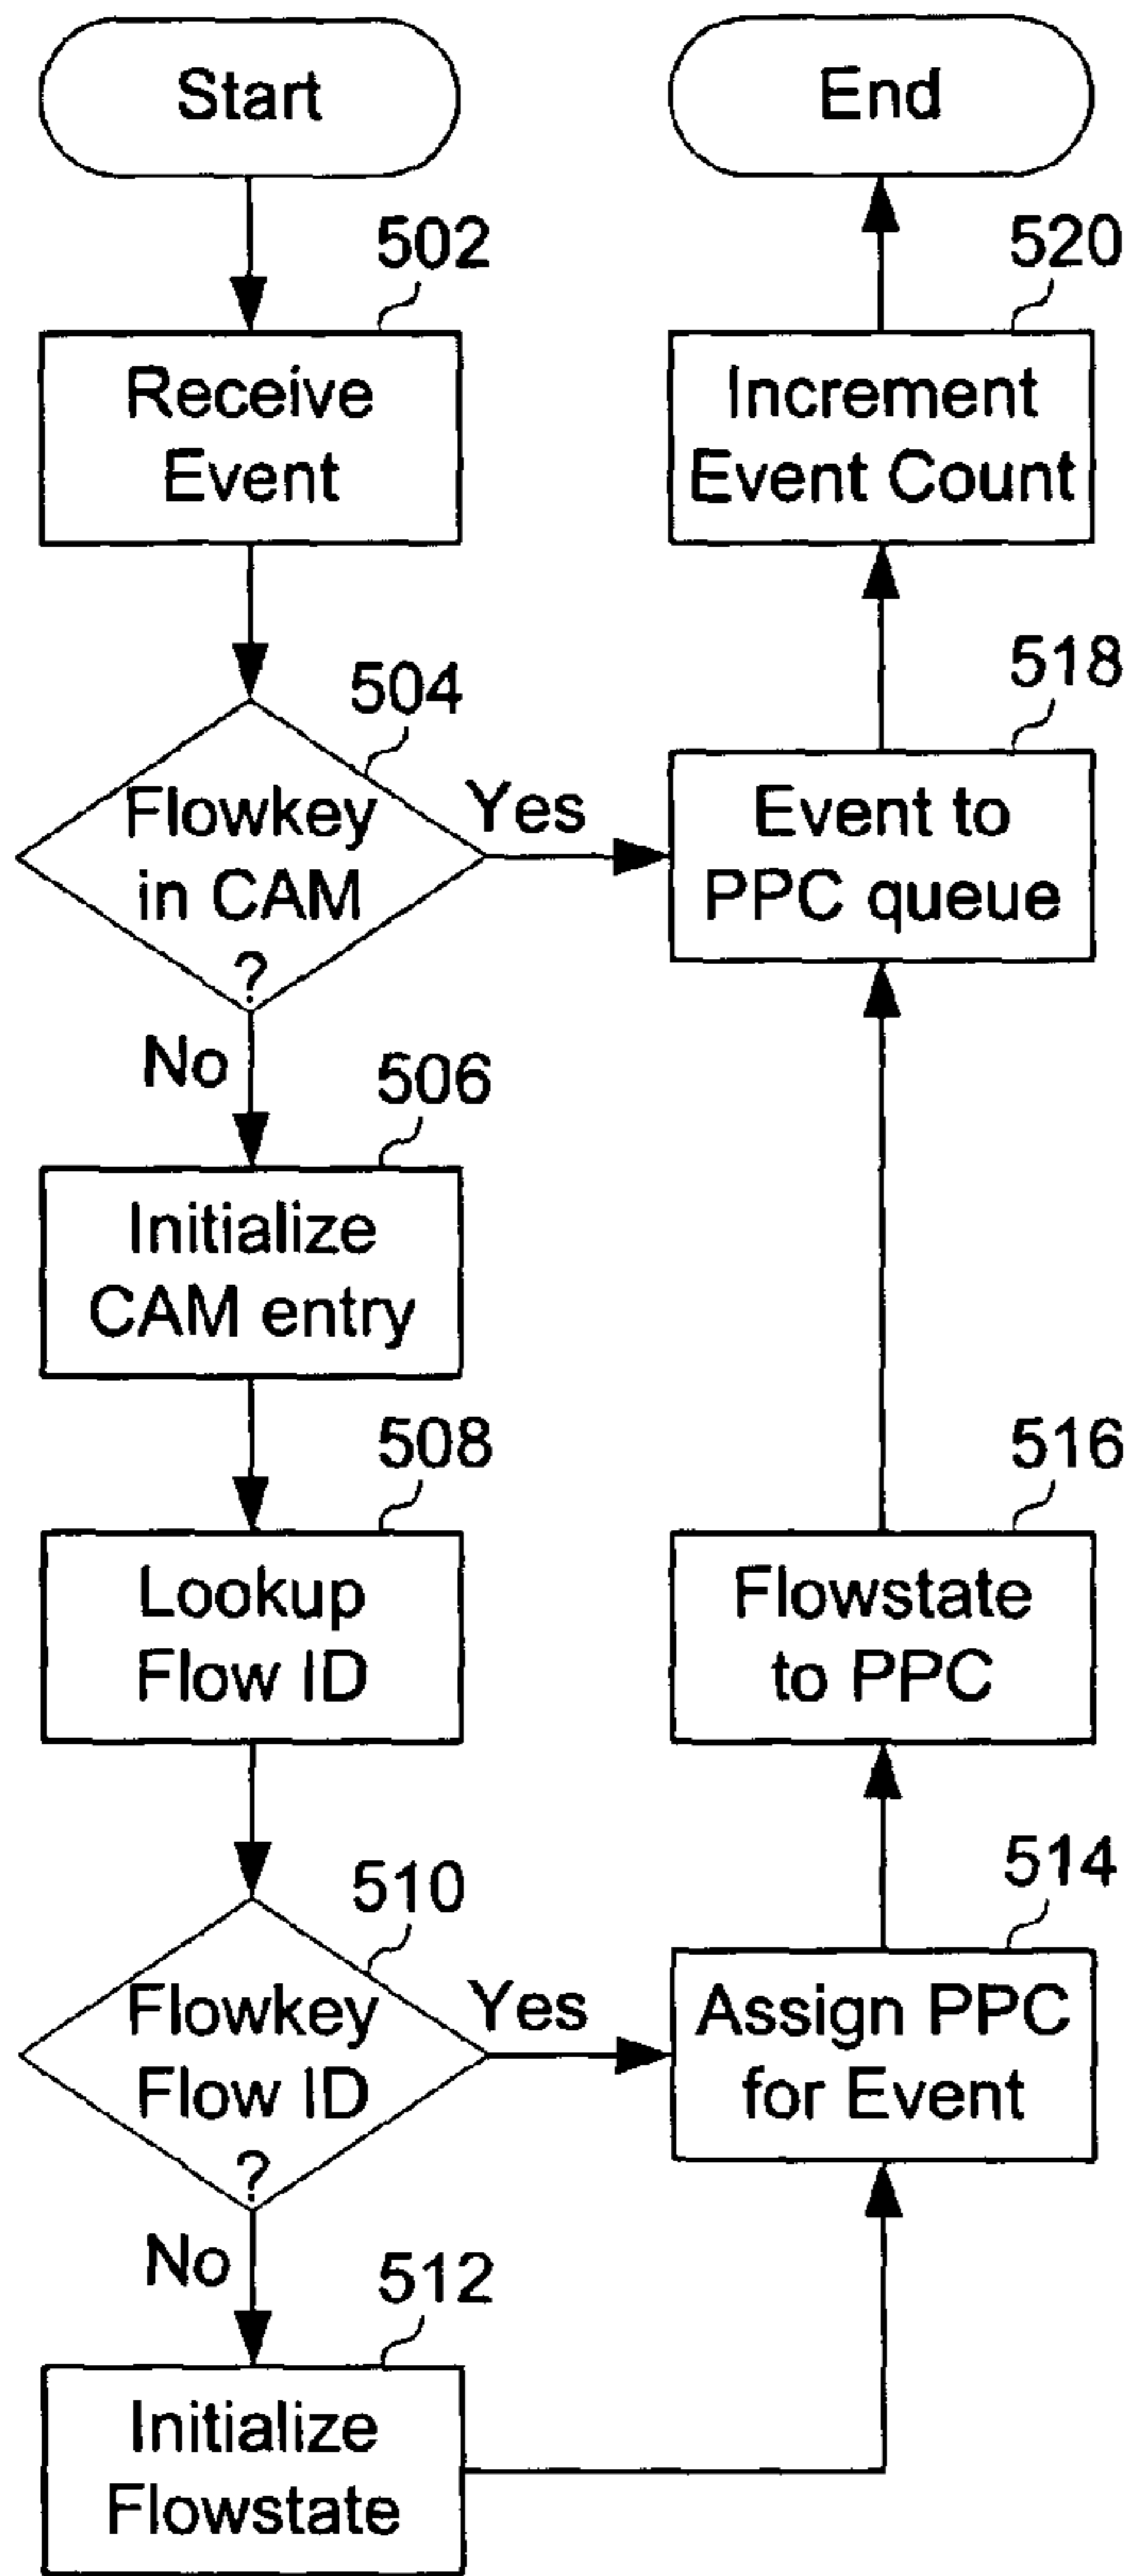 Start
502
Receive
Event
504
Flowkey
in CAM
?
Yes
No
506
Initialize
CAM entry
508
Lookup
Flow ID
510
Flowkey
Flow ID
?
Yes
No
512
Initialize
Flowstate
514
Assign PPC
for Event
516
Flowstate
to PPC
518
Event to
PPC queue
520
Increment
Event Count
End